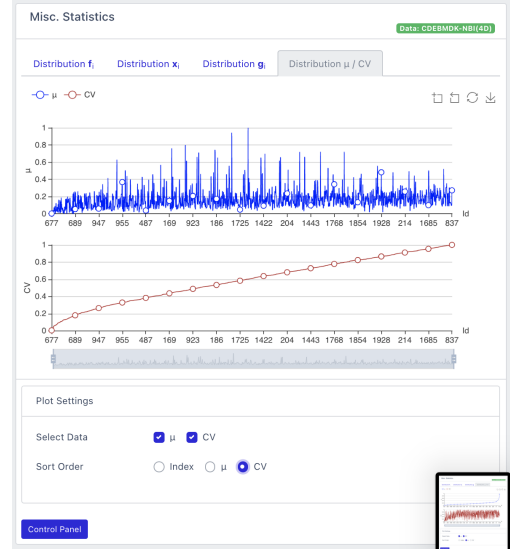 Misc. Statistics
Data: CDEBMDK-NBI(4D)
Distribution fᵢ Distribution xᵢ Distribution gᵢ Distribution μ / CV
μ CV
1
0.8
0.6
μ
0.4
0.2
0
677 689 947 955 487 169 923 186 1725 1422 204 1443 1768 1854 1928 214 1685 837
Id
1
0.8
0.6
CV
0.4
0.2
0
677 689 947 955 487 169 923 186 1725 1422 204 1443 1768 1854 1928 214 1685 837
Id
Plot Settings
Select Data μ CV
Sort Order Index μ CV
Control Panel